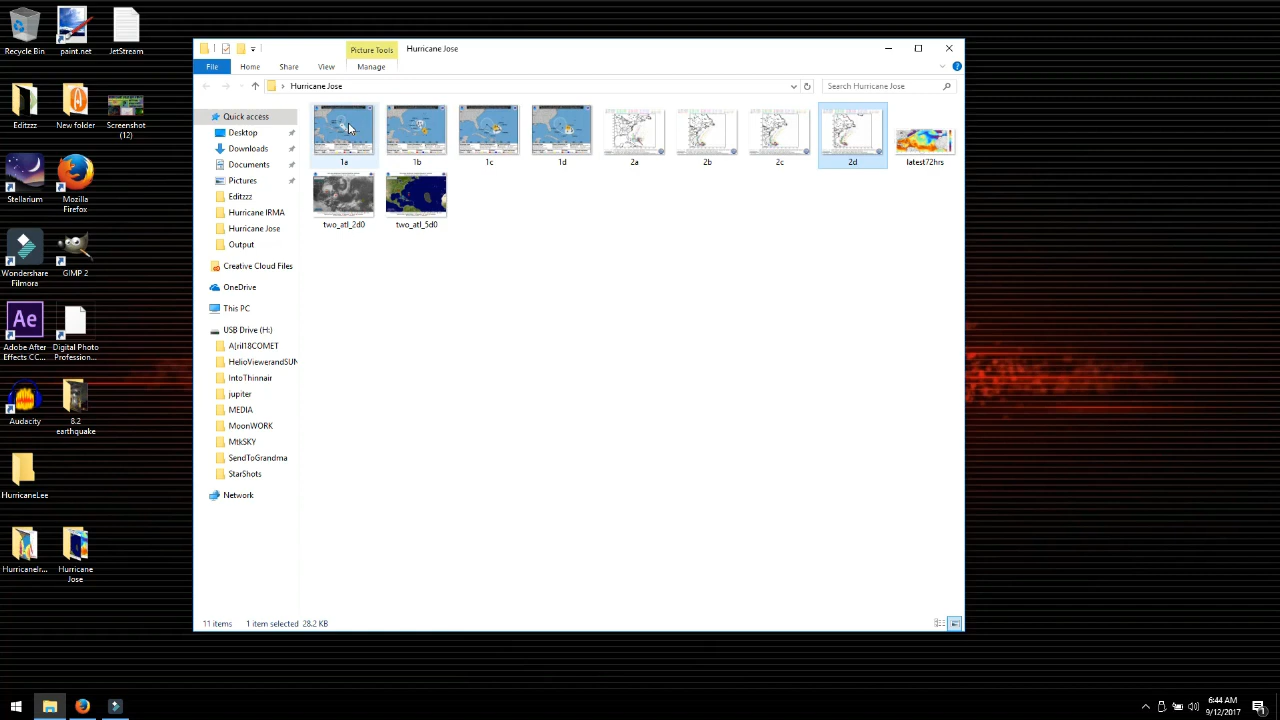 Recycle Bin
paint.net
JetStream
Editzzz
New folder
Screenshot
(12)
Stellarium
Mozilla
Firefox
Wondershare
Filmora
GIMP 2
Ae
Adobe After
Effects CC...
Digital Photo
Profession...
Audacity
8.2
earthquake
HurricaneLee
HurricaneIr...
Hurricane
Jose
Picture Tools
Hurricane Jose
File
Home
Share
View
Manage
Hurricane Jose
Search Hurricane Jose
Quick access
Desktop
Downloads
Documents
Pictures
Editzzz
Hurricane IRMA
Hurricane Jose
Output
Creative Cloud Files
OneDrive
This PC
USB Drive (H:)
A[ril18COMET
HelioViewerandSUN
IntoThinnair
jupiter
MEDIA
MoonWORK
MtkSKY
SendToGrandma
StarShots
Network
1a
1b
1c
1d
2a
2b
2c
2d
latest72hrs
two_atl_2d0
two_atl_5d0
11 items
1 item selected 28.2 KB
6:44 AM
9/12/2017